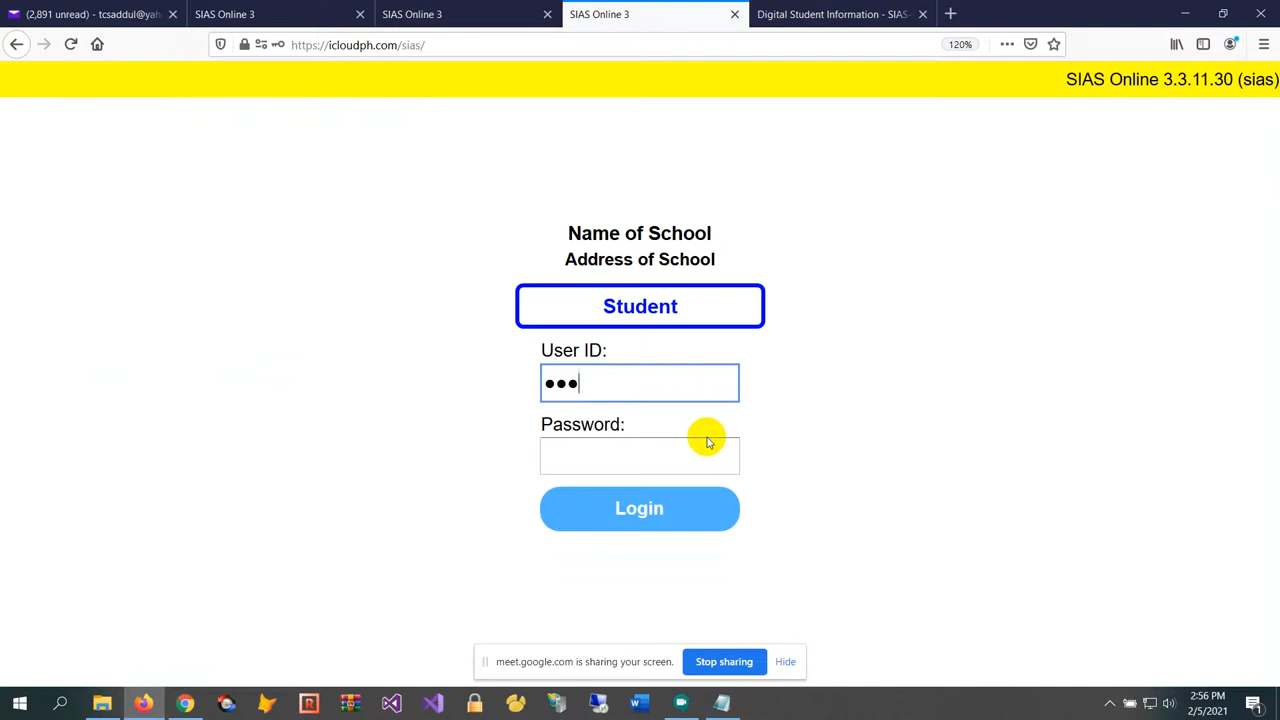 (2,891 unread) - tcsaddul@yah
SIAS Online 3
SIAS Online 3
SIAS Online 3
Digital Student Information - SIAS-
https://icloudph.com/sias/
120%
SIAS Online 3.3.11.30 (sias)
Name of School
Address of School
Student
User ID:
Password:
Login
meet.google.com is sharing your screen.
Stop sharing
Hide
2:56 PM
2/5/2021
1